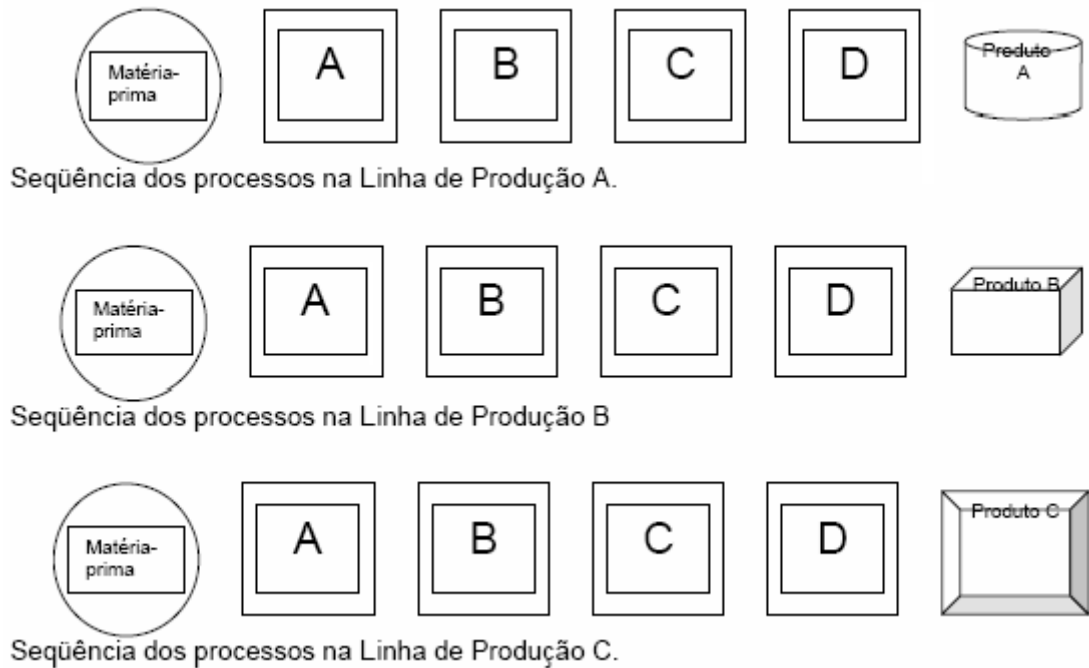 Matéria-
prima
A
B
C
D
Produto
A
Seqüência dos processos na Linha de Produção A.
Matéria-
prima
A
B
C
D
Produto B
Seqüência dos processos na Linha de Produção B
Matéria-
prima
A
B
C
D
Produto C
Seqüência dos processos na Linha de Produção C.